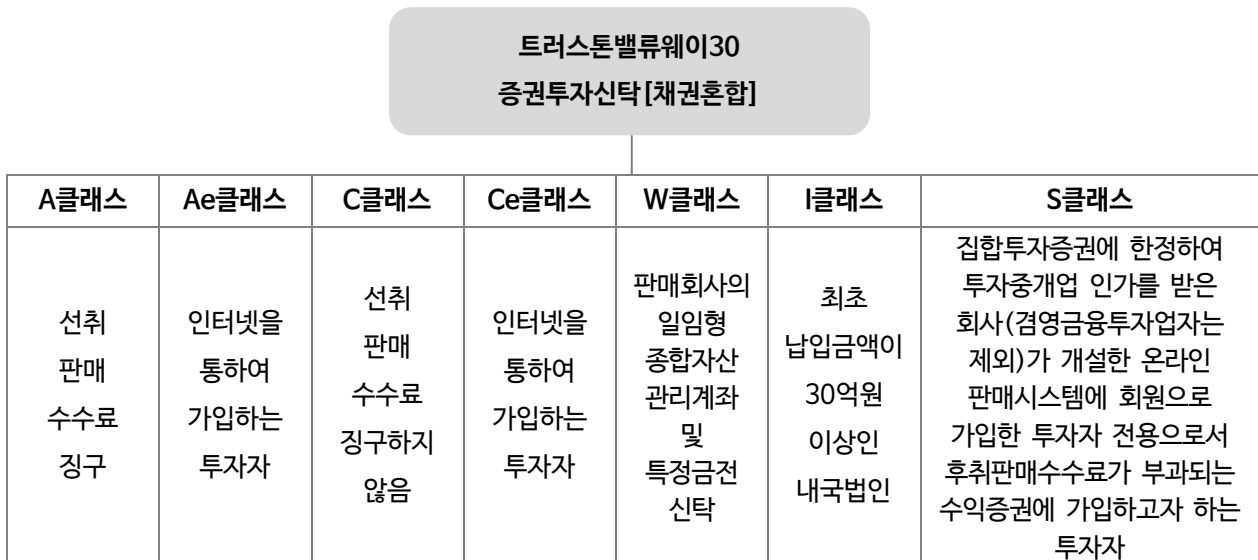 트러스톤밸류웨이30
증권투자신탁[채권혼합]
A클래스
Ae클래스
C클래스
Ce클래스
W클래스
I클래스
S클래스
선취
판매
수수료
징구
인터넷을
통하여
가입하는
투자자
선취
판매
수수료
징구하지
않음
인터넷을
통하여
가입하는
투자자
판매회사의
일임형
종합자산
관리계좌
및
특정금전
신탁
최초
납입금액이
30억원
이상인
내국법인
집합투자증권에 한정하여
투자중개업 인가를 받은
회사(겸영금융투자업자는
제외)가 개설한 온라인
판매시스템에 회원으로
가입한 투자자 전용으로서
후취판매수수료가 부과되는
수익증권에 가입하고자 하는
투자자